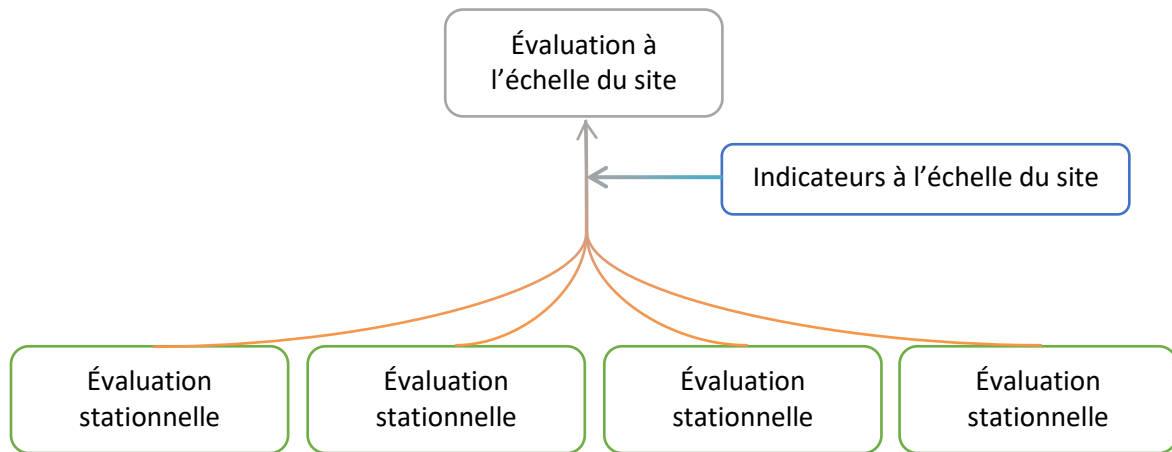 Évaluation à
l’échelle du site
Indicateurs à l’échelle du site
Évaluation
stationnelle
Évaluation
stationnelle
Évaluation
stationnelle
Évaluation
stationnelle